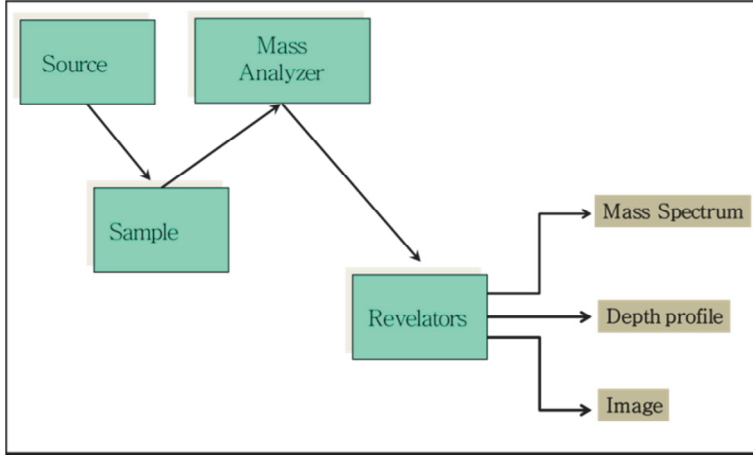 Source
Mass
Analyzer
Sample
Mass Spectrum
Revelators
Depth profile
Image